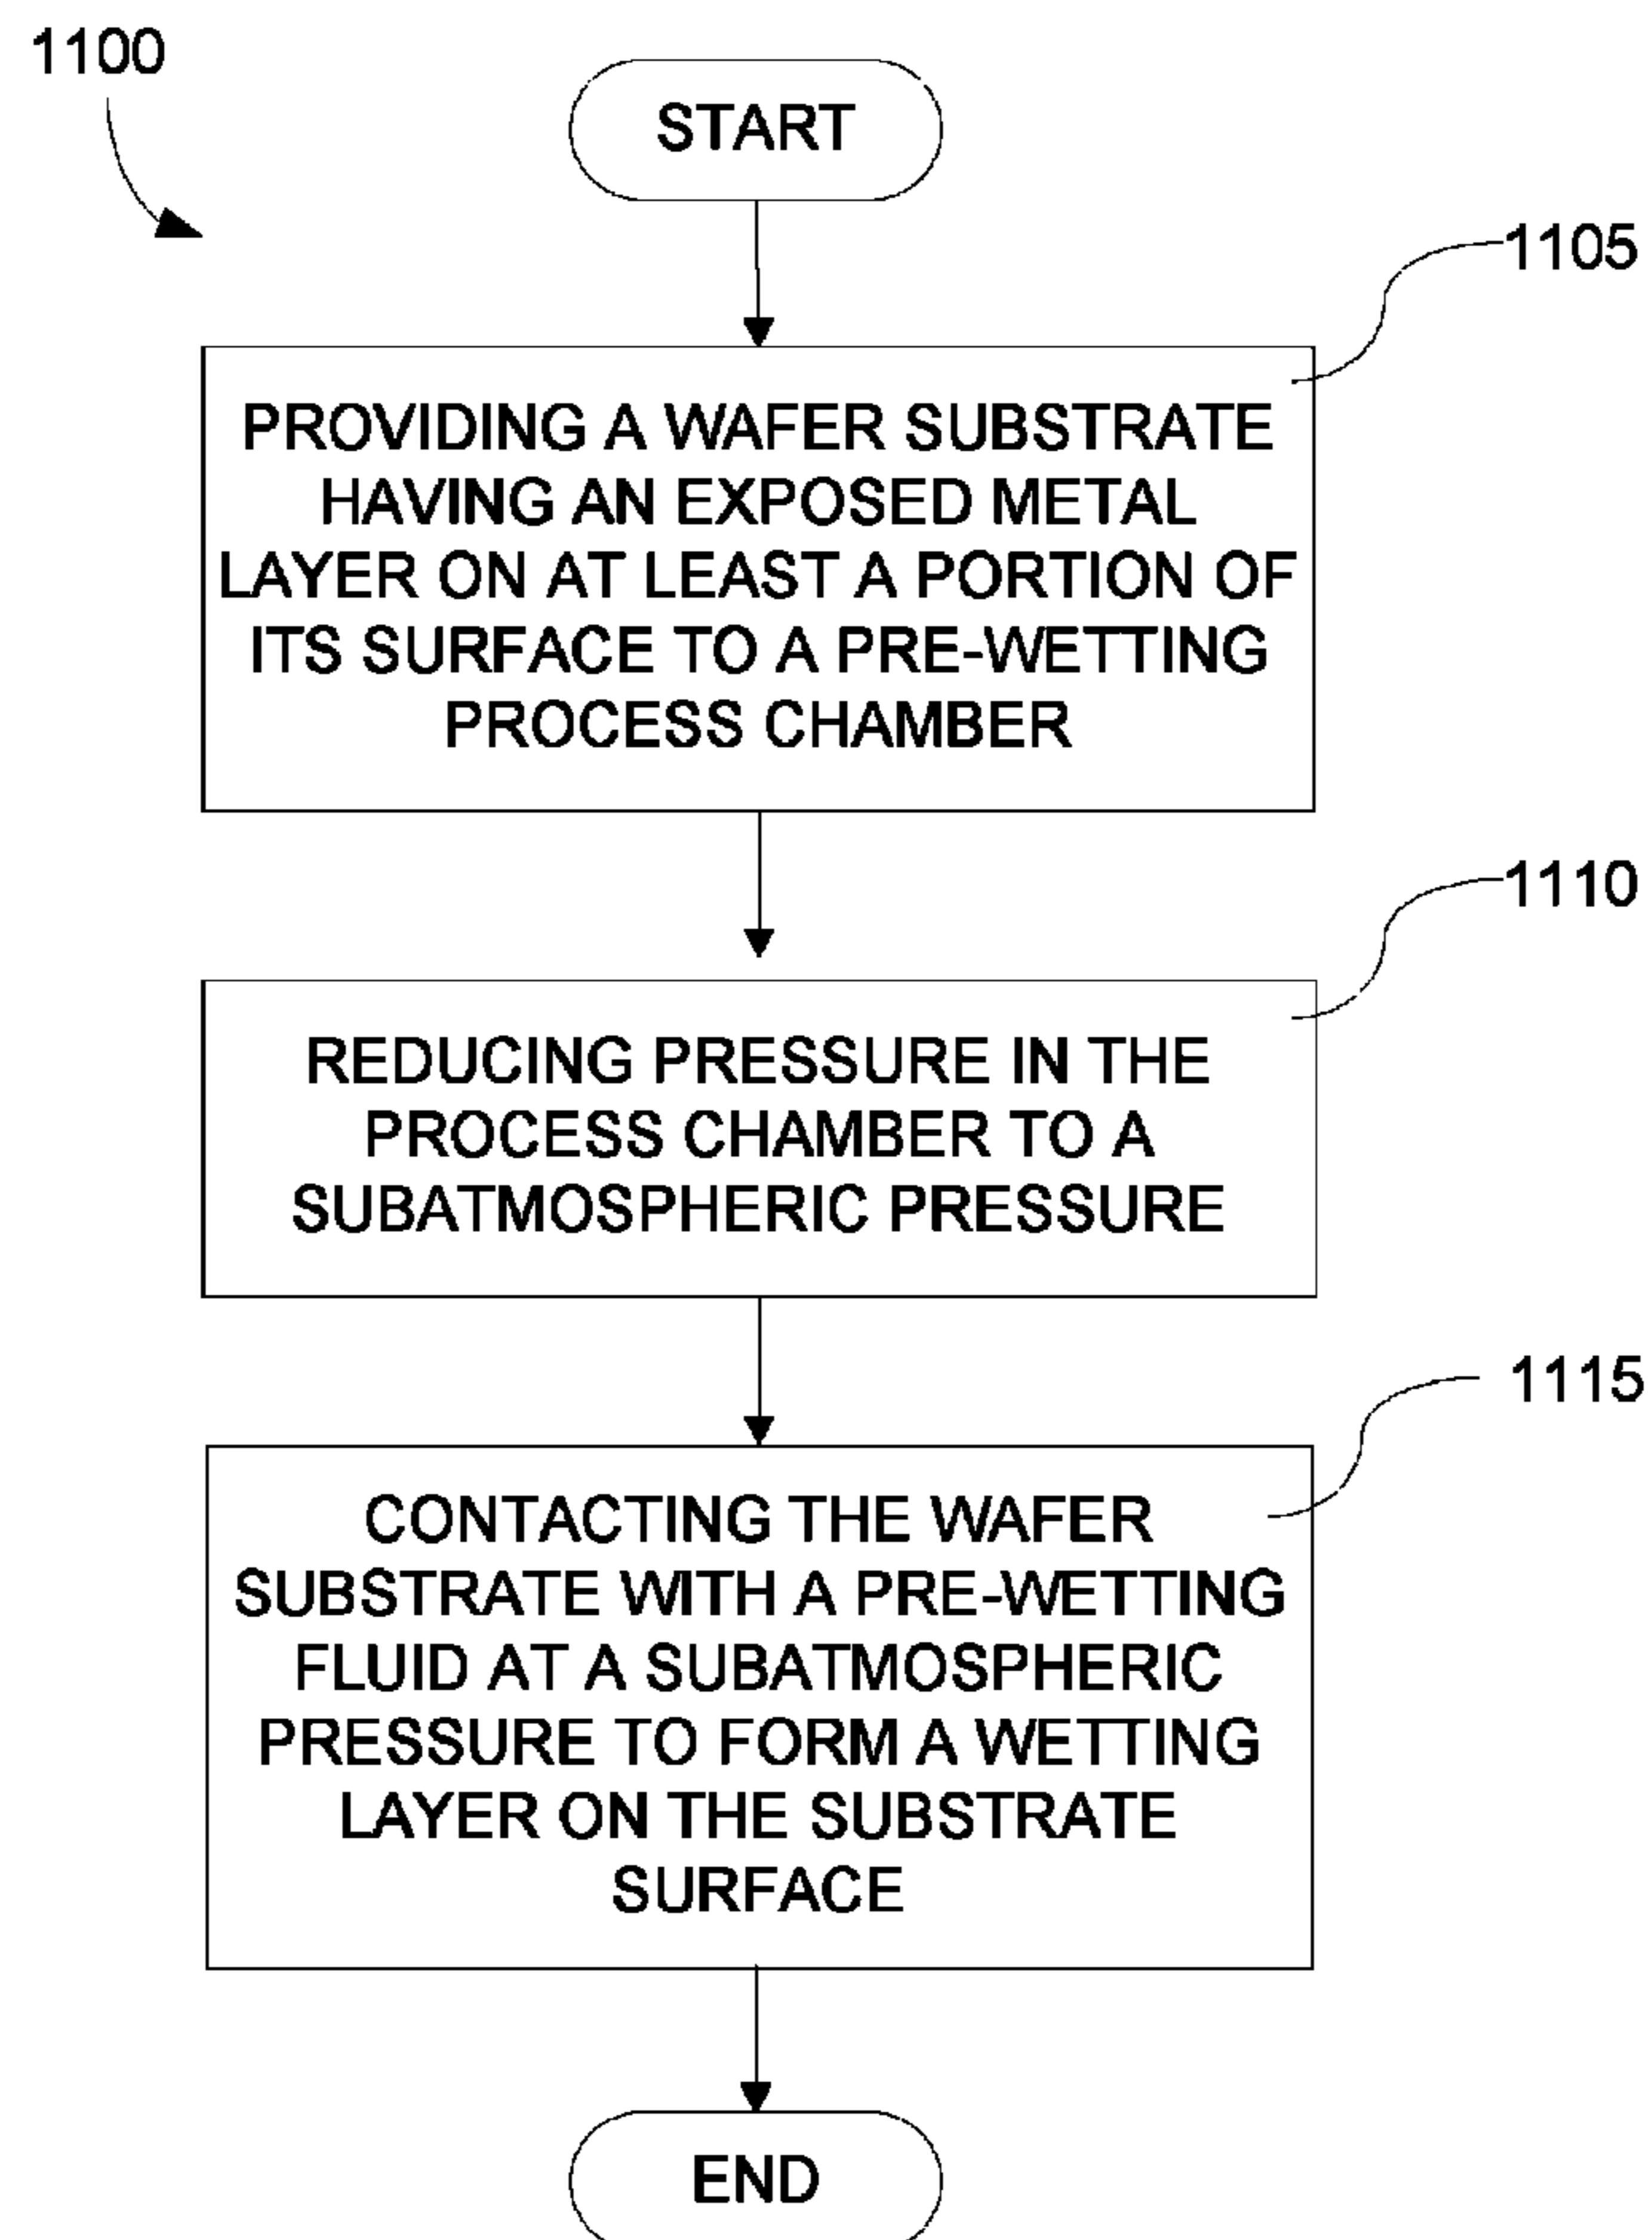 1100
START
1105
PROVIDING A WAFER SUBSTRATE
HAVING AN EXPOSED METAL
LAYER ON AT LEAST A PORTION OF
ITS SURFACE TO A PRE-WETTING
PROCESS CHAMBER
1110
REDUCING PRESSURE IN THE
PROCESS CHAMBER TO A
SUBATMOSPHERIC PRESSURE
1115
CONTACTING THE WAFER
SUBSTRATE WITH A PRE-WETTING
FLUID AT A SUBATMOSPHERIC
PRESSURE TO FORM A WETTING
LAYER ON THE SUBSTRATE
SURFACE
END